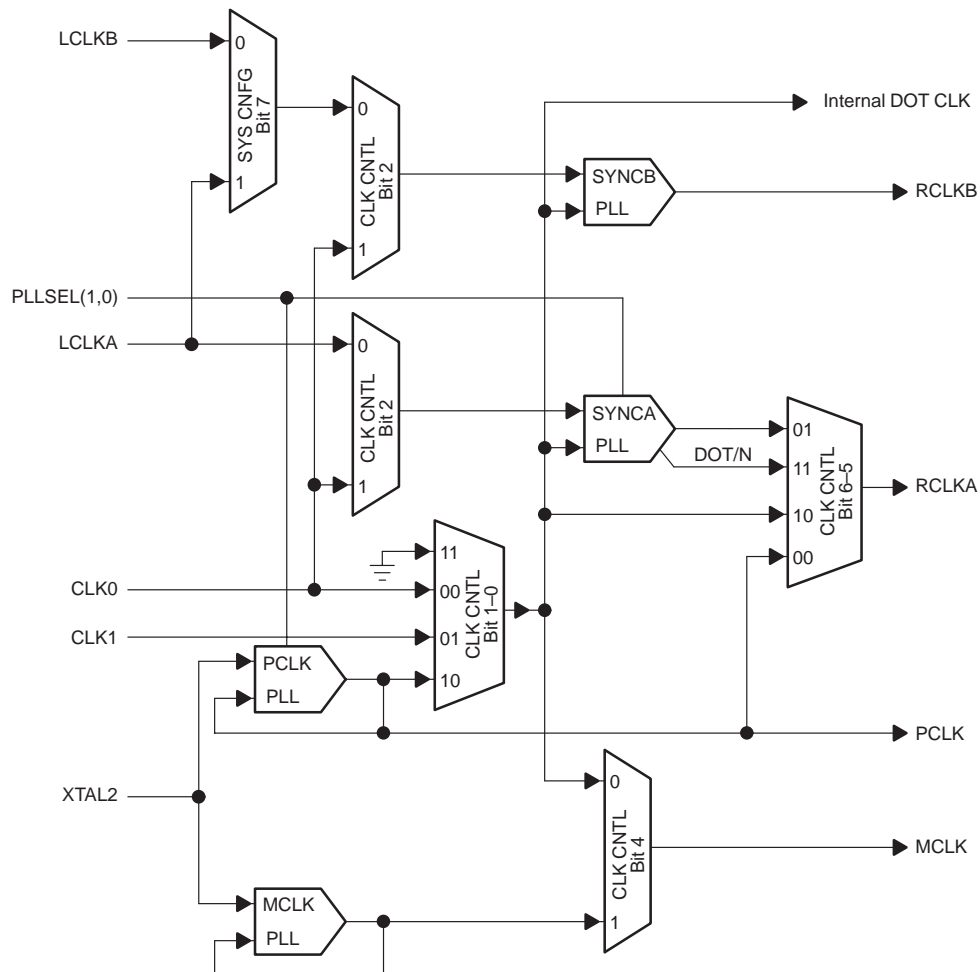 LCLKB
0
SYS CNFG
Bit 7
1
0
CLK CNTL
Bit 2
1
Internal DOT CLK
SYNCB
PLL
RCLKB
PLLSEL(1,0)
LCLKA
0
CLK CNTL
Bit 2
1
SYNCA
PLL
DOT/N
01
11
10
00
CLK CNTL
Bit 6–5
RCLKA
CLK0
CLK1
11
00
01
10
CLK CNTL
Bit 1–0
PCLK
PLL
PCLK
XTAL2
0
CLK CNTL
Bit 4
1
MCLK
MCLK
PLL